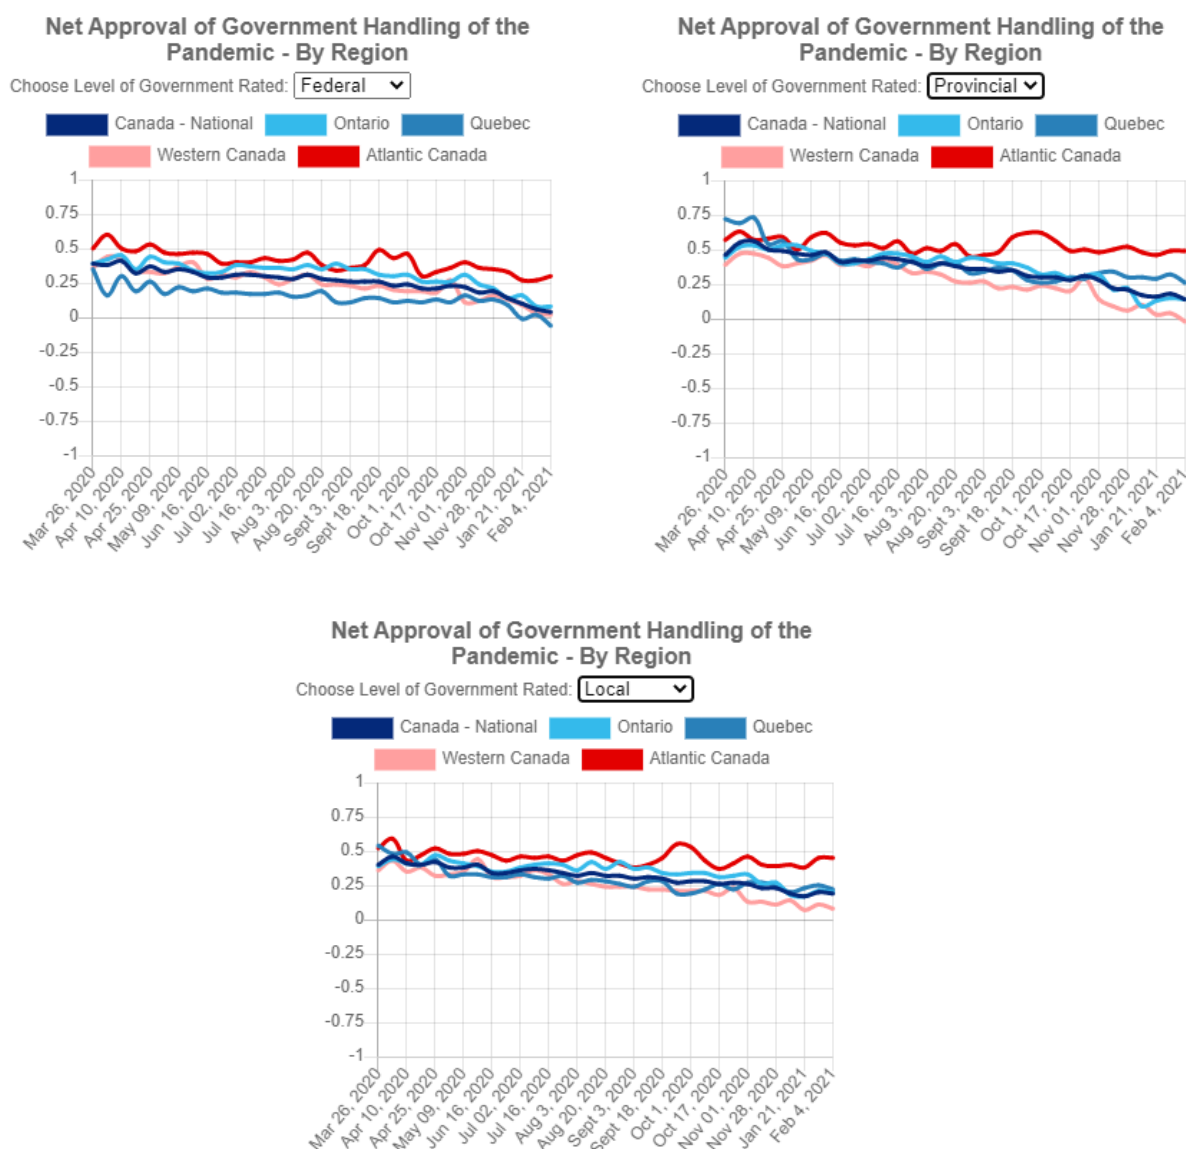 Net Approval of Government Handling of the
Pandemic - By Region
Choose Level of Government Rated: Federal
Canada - National Ontario Quebec
Western Canada Atlantic Canada
1
0.75
0.5
0.25
0
-0.25
-0.5
-0.75
-1
Mar 26, 2020
Apr 10, 2020
Apr 25, 2020
May 09, 2020
Jun 16, 2020
Jul 02, 2020
Jul 16, 2020
Aug 3, 2020
Aug 20, 2020
Sept 3, 2020
Sept 18, 2020
Oct 1, 2020
Oct 17, 2020
Nov 01, 2020
Nov 28, 2020
Jan 21, 2021
Feb 4, 2021
Net Approval of Government Handling of the
Pandemic - By Region
Choose Level of Government Rated: Provincial
Canada - National Ontario Quebec
Western Canada Atlantic Canada
1
0.75
0.5
0.25
0
-0.25
-0.5
-0.75
-1
Mar 26, 2020
Apr 10, 2020
Apr 25, 2020
May 09, 2020
Jun 16, 2020
Jul 02, 2020
Jul 16, 2020
Aug 3, 2020
Aug 20, 2020
Sept 3, 2020
Sept 18, 2020
Oct 1, 2020
Oct 17, 2020
Nov 01, 2020
Nov 28, 2020
Jan 21, 2021
Feb 4, 2021
Net Approval of Government Handling of the
Pandemic - By Region
Choose Level of Government Rated: Local
Canada - National Ontario Quebec
Western Canada Atlantic Canada
1
0.75
0.5
0.25
0
-0.25
-0.5
-0.75
-1
Mar 26, 2020
Apr 10, 2020
Apr 25, 2020
May 09, 2020
Jun 16, 2020
Jul 02, 2020
Jul 16, 2020
Aug 3, 2020
Aug 20, 2020
Sept 3, 2020
Sept 18, 2020
Oct 1, 2020
Oct 17, 2020
Nov 01, 2020
Nov 28, 2020
Jan 21, 2021
Feb 4, 2021